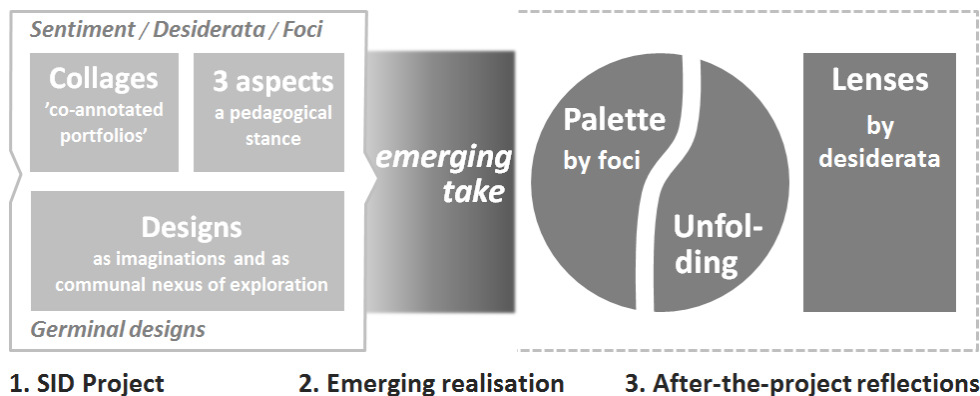 Sentiment / Desiderata / Foci
Collages
’co-annotated
portfolios’
3 aspects
a pedagogical
stance
Designs
as imaginations and as
communal nexus of exploration
Germinal designs
emerging
take
Palette
by foci
Unfol-
ding
Lenses
by
desiderata
1. SID Project
2. Emerging realisation
3. After-the-project reflections